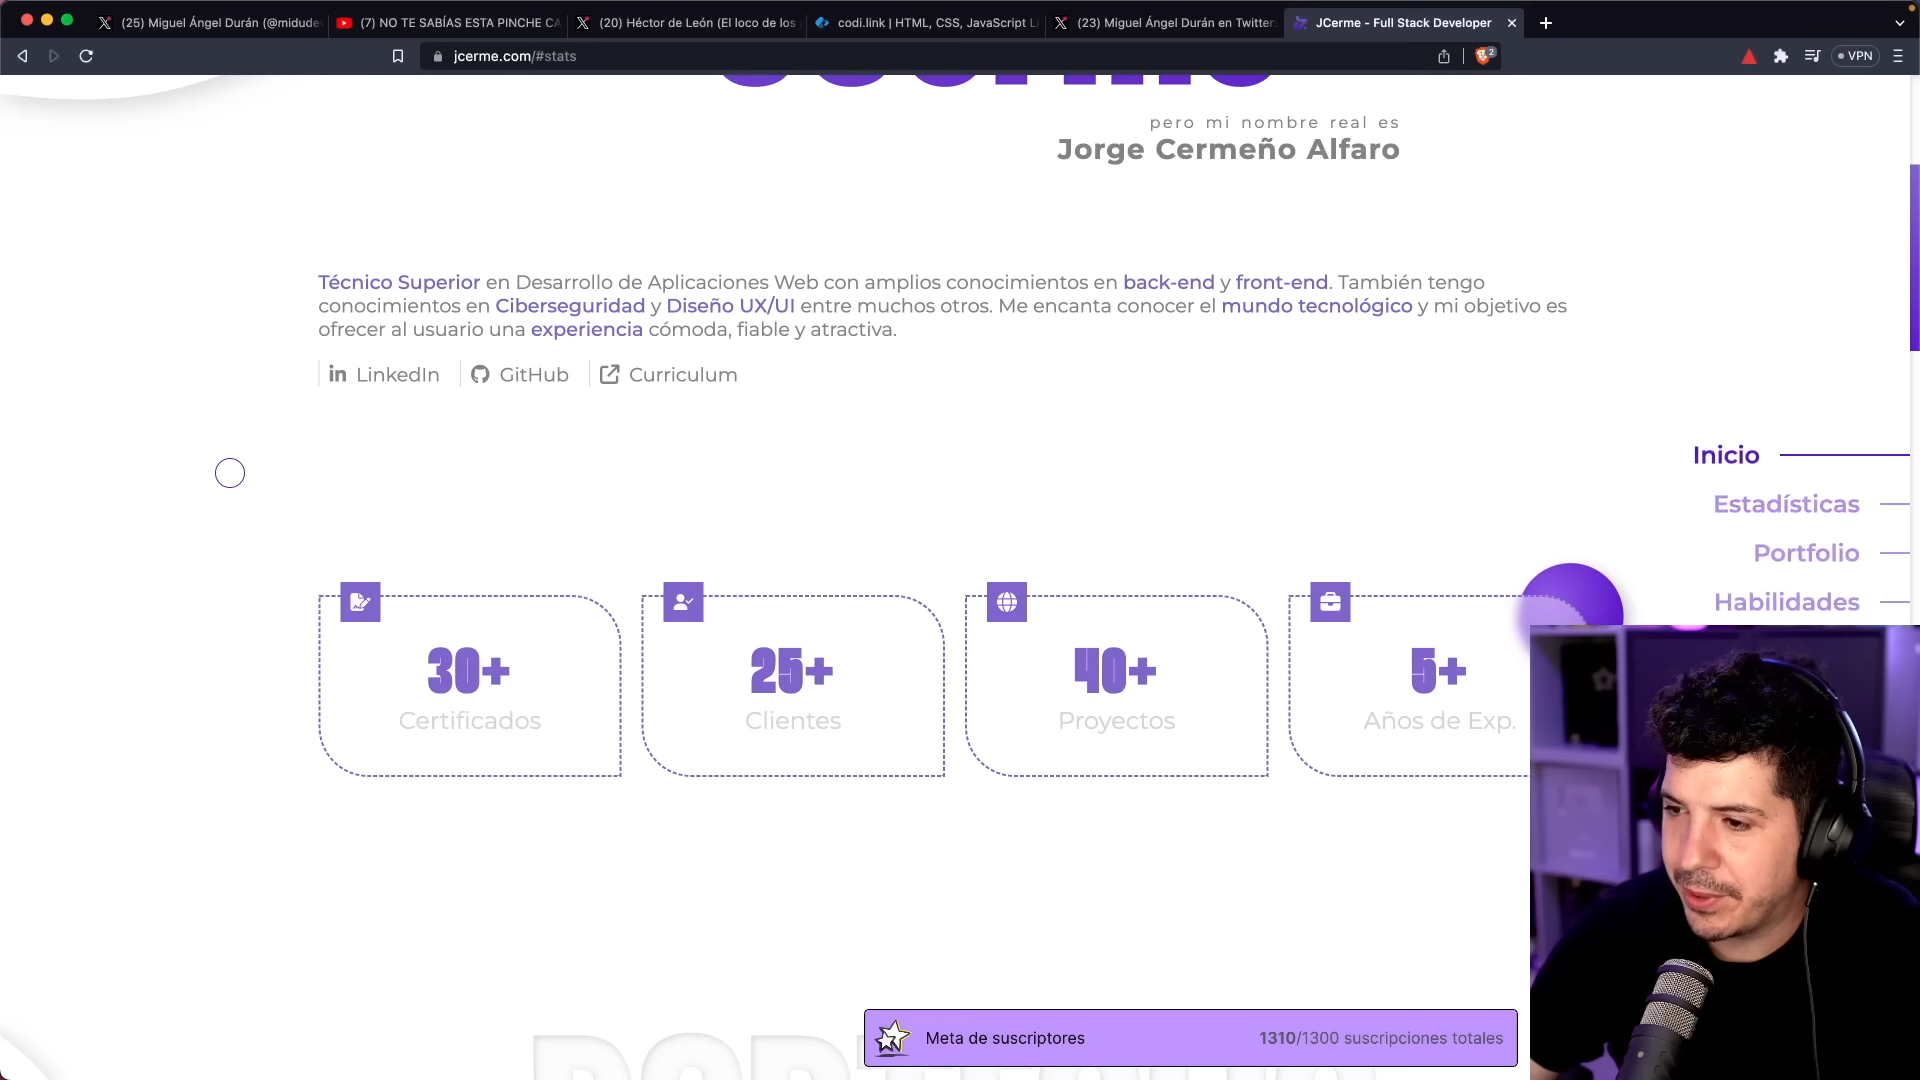 (25) Miguel Ángel Durán (@midude
(7) NO TE SABÍAS ESTA PINCHE CA
(20) Héctor de León (El loco de los
codi.link | HTML, CSS, JavaScript L
(23) Miguel Ángel Durán en Twitter:
JCerme - Full Stack Developer
jcerme.com/#stats
2
VPN
pero mi nombre real es
Jorge Cermeño Alfaro
Técnico Superior en Desarrollo de Aplicaciones Web con amplios conocimientos en back-end y front-end. También tengo
conocimientos en Ciberseguridad y Diseño UX/UI entre muchos otros. Me encanta conocer el mundo tecnológico y mi objetivo es
ofrecer al usuario una experiencia cómoda, fiable y atractiva.
LinkedIn
GitHub
Curriculum
Inicio
Estadísticas
Portfolio
Habilidades
30+
Certificados
25+
Clientes
40+
Proyectos
5+
Años de Exp.
Meta de suscriptores
1310/1300 suscripciones totales